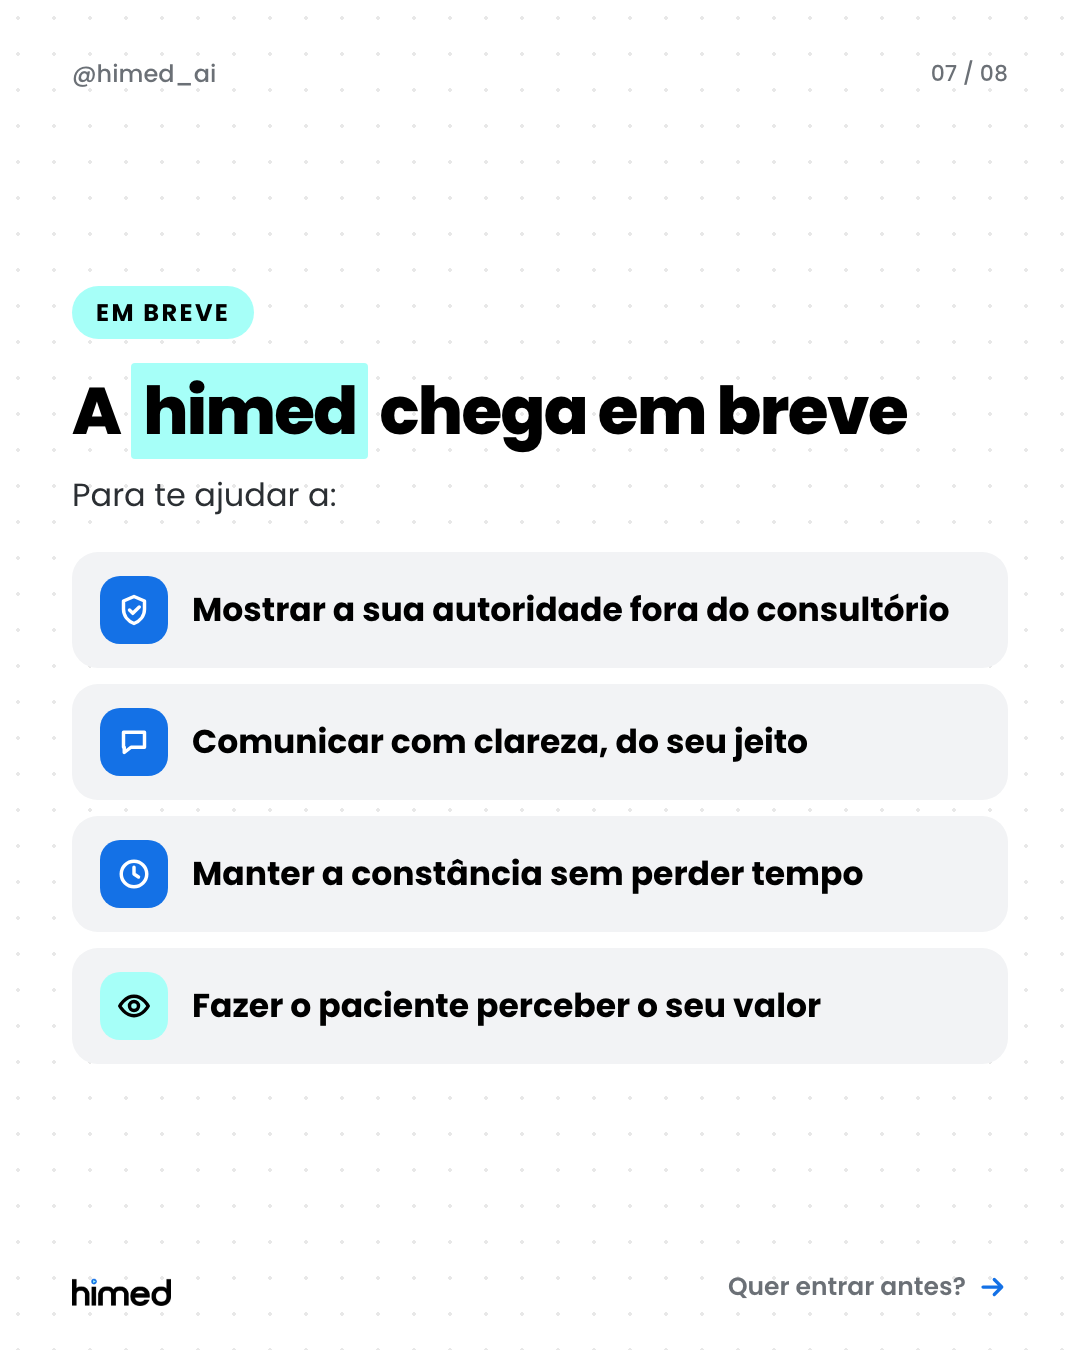 @himed_ai
07 / 08
EM BREVE
A himed chega em breve
Para te ajudar a:
Mostrar a sua autoridade fora do consultório
Comunicar com clareza, do seu jeito
Manter a constância sem perder tempo
Fazer o paciente perceber o seu valor
himed
Quer entrar antes?